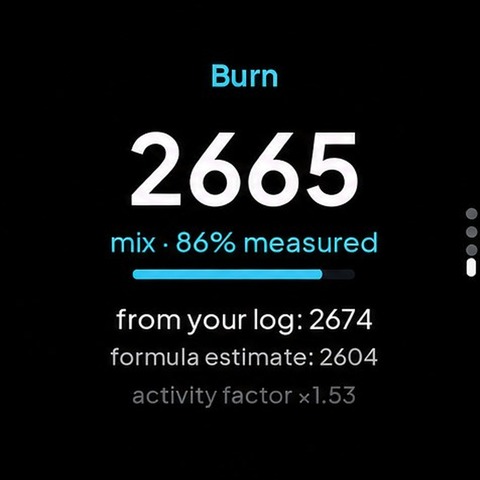 Burn
2665
mix · 86% measured
from your log: 2674
formula estimate: 2604
activity factor ×1.53